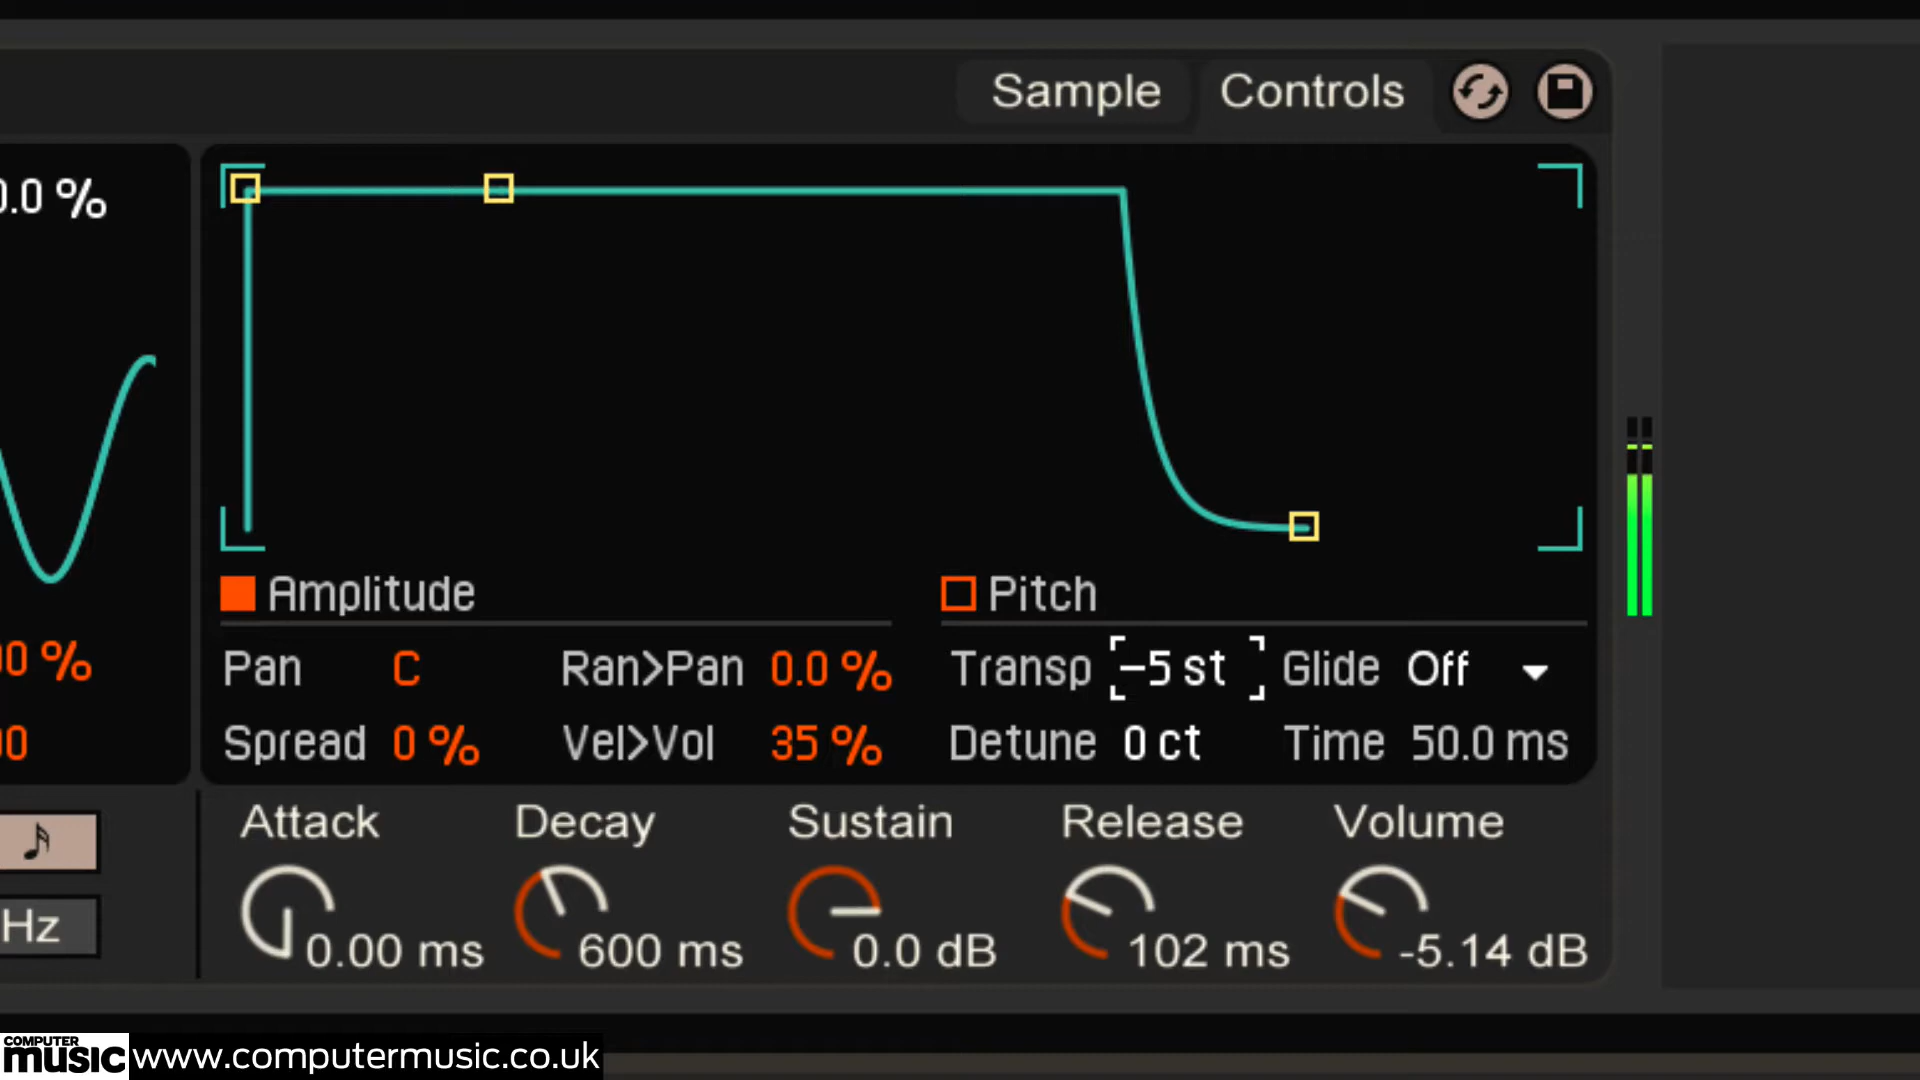 Sample Controls
0.0 %
Amplitude Pitch
Pan C Ran>Pan 0.0 % Transp -5 st Glide Off
Spread 0 % Vel>Vol 35 % Detune 0 ct Time 50.0 ms
Attack Decay Sustain Release Volume
0.00 ms 600 ms 0.0 dB 102 ms -5.14 dB
Hz
COMPUTER
music www.computermusic.co.uk